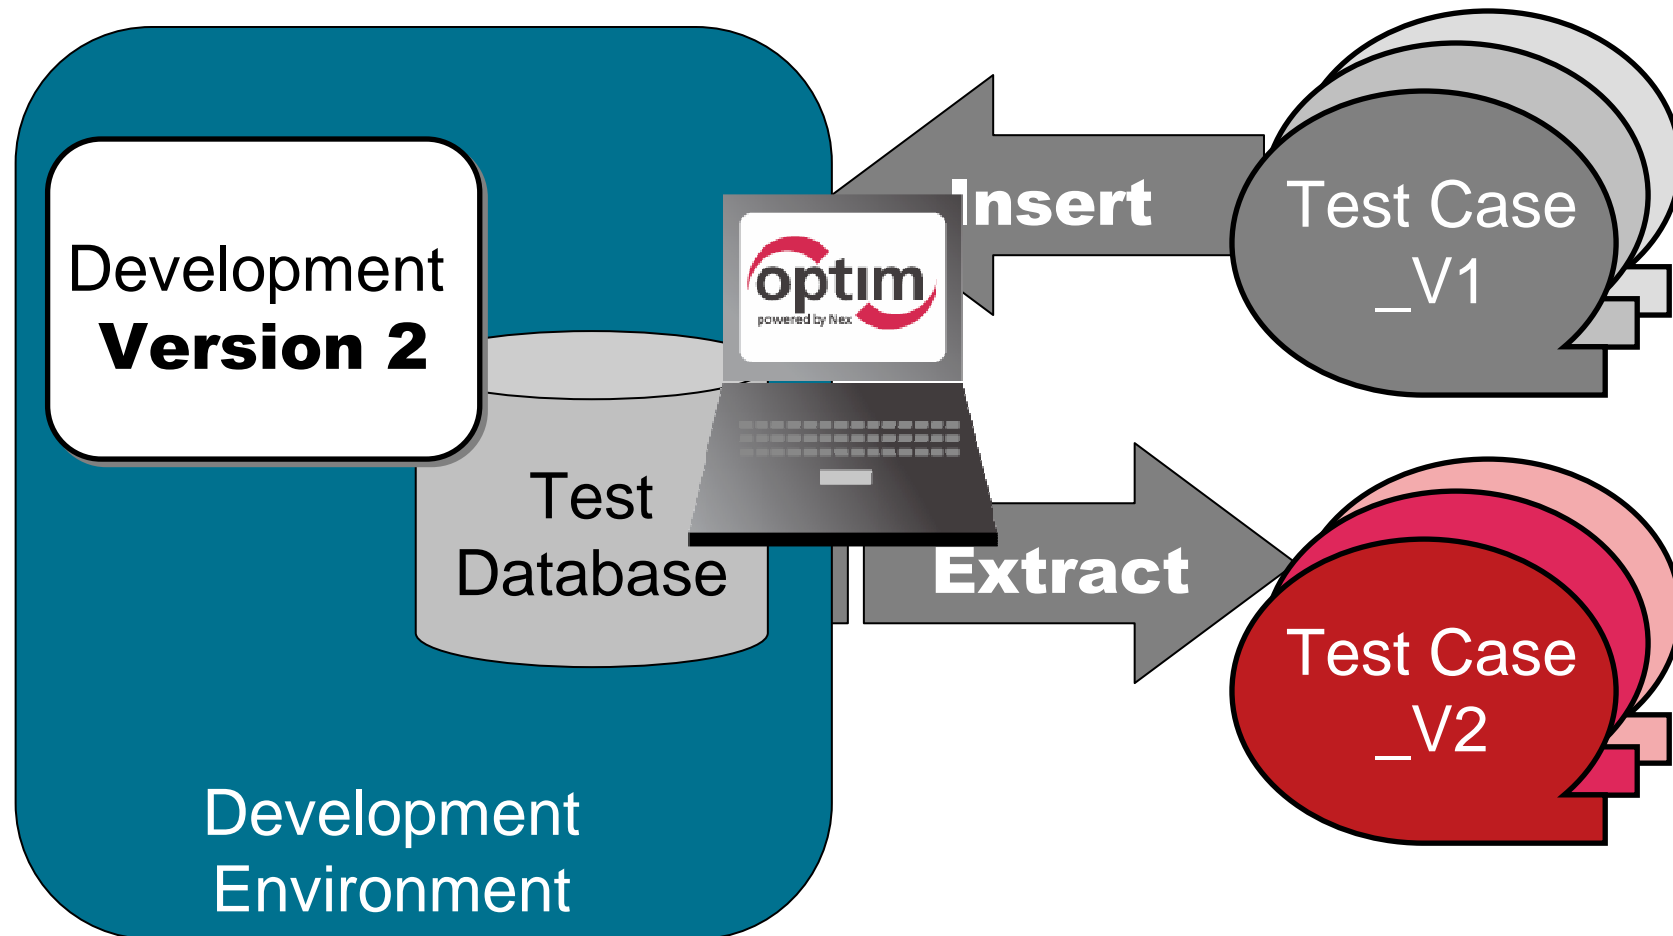 Insert
Test Case
_V1
Development
Version 2
optim
powered by Nex
Test
Database
Extract
Test Case
_V2
Development
Environment